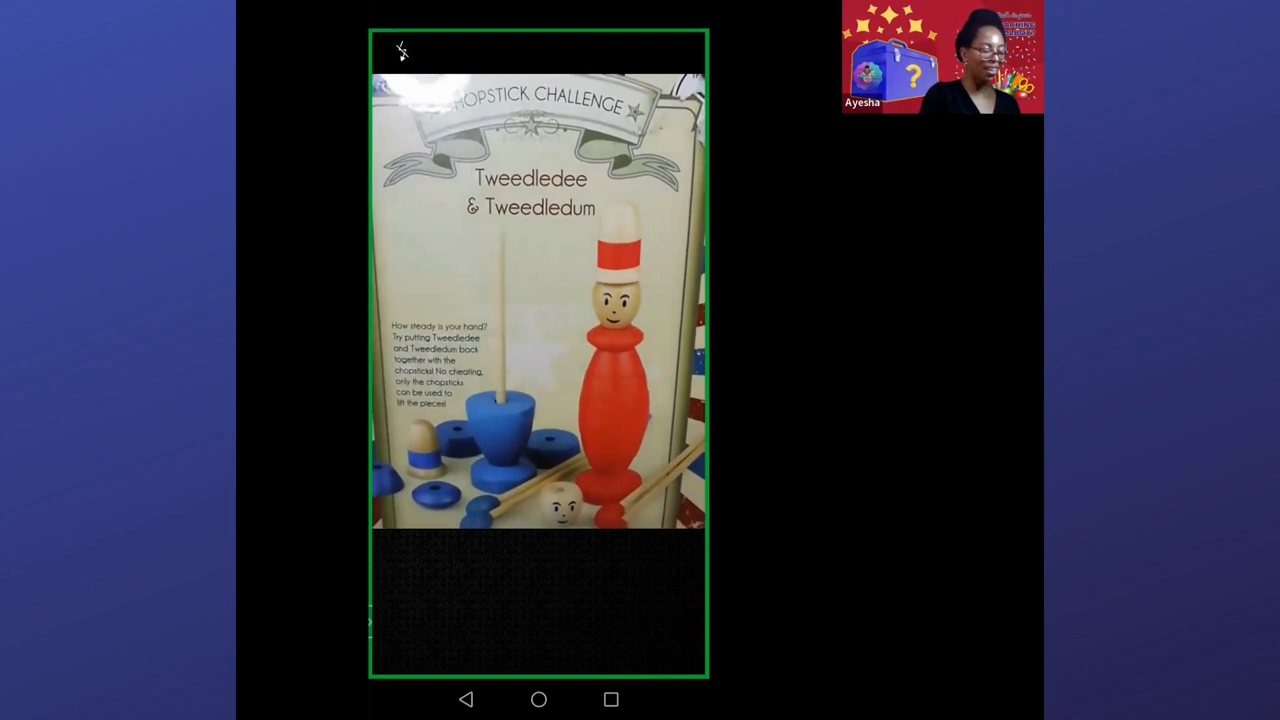 CHOPSTICK CHALLENGE
Tweedledee
& Tweedledum
How steady is your hand?
Try putting Tweedledee
and Tweedledum back
together with the
chopsticks! No cheating,
only the chopsticks
can be used to
lift the pieces!
Ayesha
?